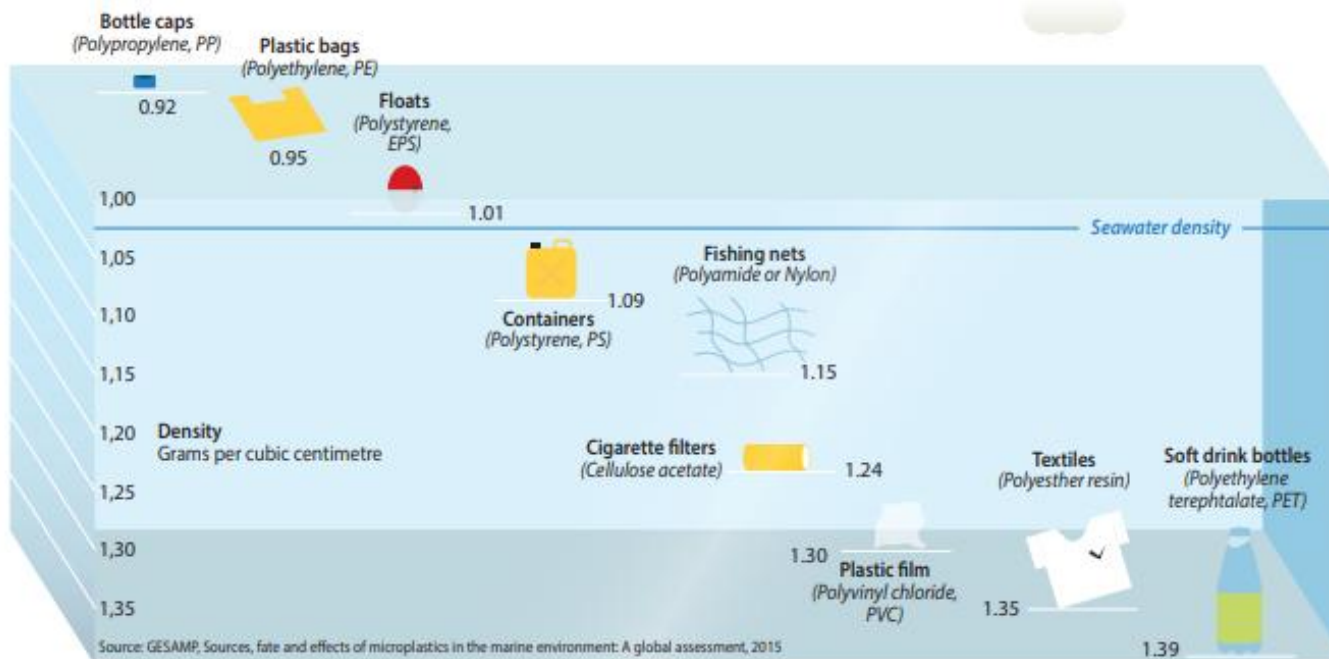 Bottle caps
(Polypropylene, PP)
0.92
Plastic bags
(Polyethylene, PE)
0.95
Floats
(Polystyrene,
EPS)
1.01
1,00
Seawater density
1,05
1,10
1,15
1,20
1,25
1,30
1,35
1.09
Containers
(Polystyrene, PS)
Fishing nets
(Polyamide or Nylon)
1.15
Density
Grams per cubic centimetre
Cigarette filters
(Cellulose acetate)
1.24
1.30
Plastic film
(Polyvinyl chloride,
PVC)
Textiles
(Polyesther resin)
1.35
Soft drink bottles
(Polyethylene
terephtalate, PET)
1.39
Source: GESAMP, Sources, fate and effects of microplastics in the marine environment: A global assessment, 2015